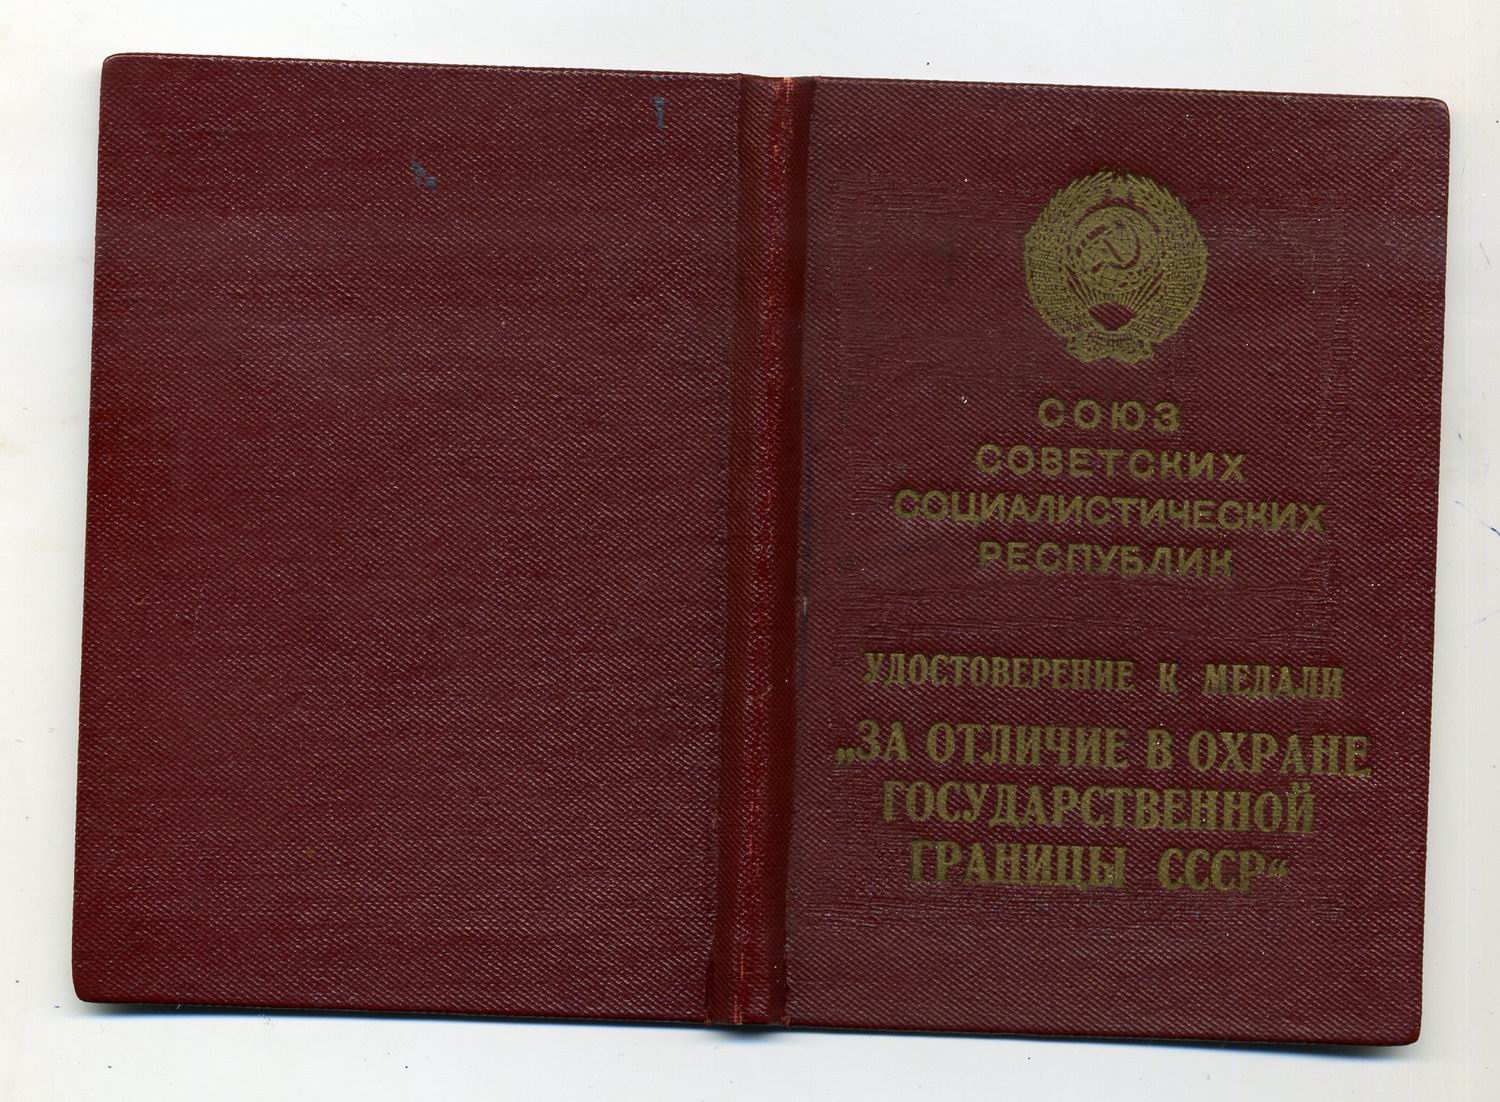 СОЮЗ
СОВЕТСКИХ
СОЦИАЛИСТИЧЕСКИХ
РЕСПУБЛИК
УДОСТОВЕРЕНИЕ К МЕДАЛИ
„ЗА ОТЛИЧИЕ В ОХРАНЕ
ГОСУДАРСТВЕННОЙ
ГРАНИЦЫ СССР“